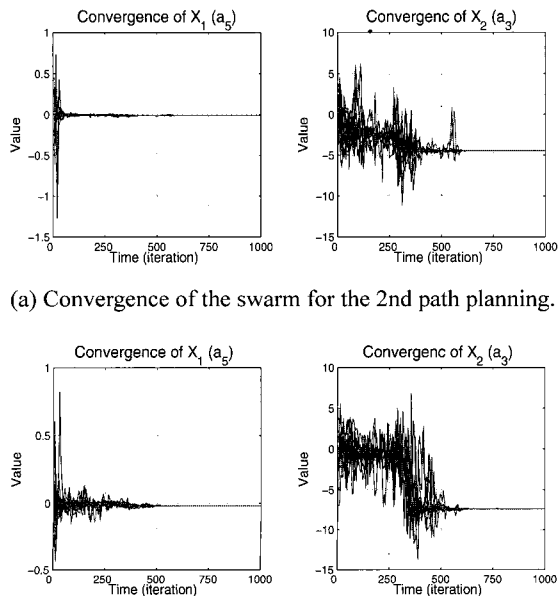 Convergence of X1 (a5)
Convergenc of X2 (a3)
1
0.5
0
−0.5
−1
−1.5
Value
0 250 500 750 1000
Time (iteration)
10
5
0
−5
−10
−15
Value
0 250 500 750 1000
Time (iteration)
(a) Convergence of the swarm for the 2nd path planning.
Convergence of X1 (a5)
Convergenc of X2 (a3)
1
0.5
0
−0.5
Value
0 250 500 750 1000
Time (iteration)
10
5
0
−5
−10
−15
Value
0 250 500 750 1000
Time (iteration)